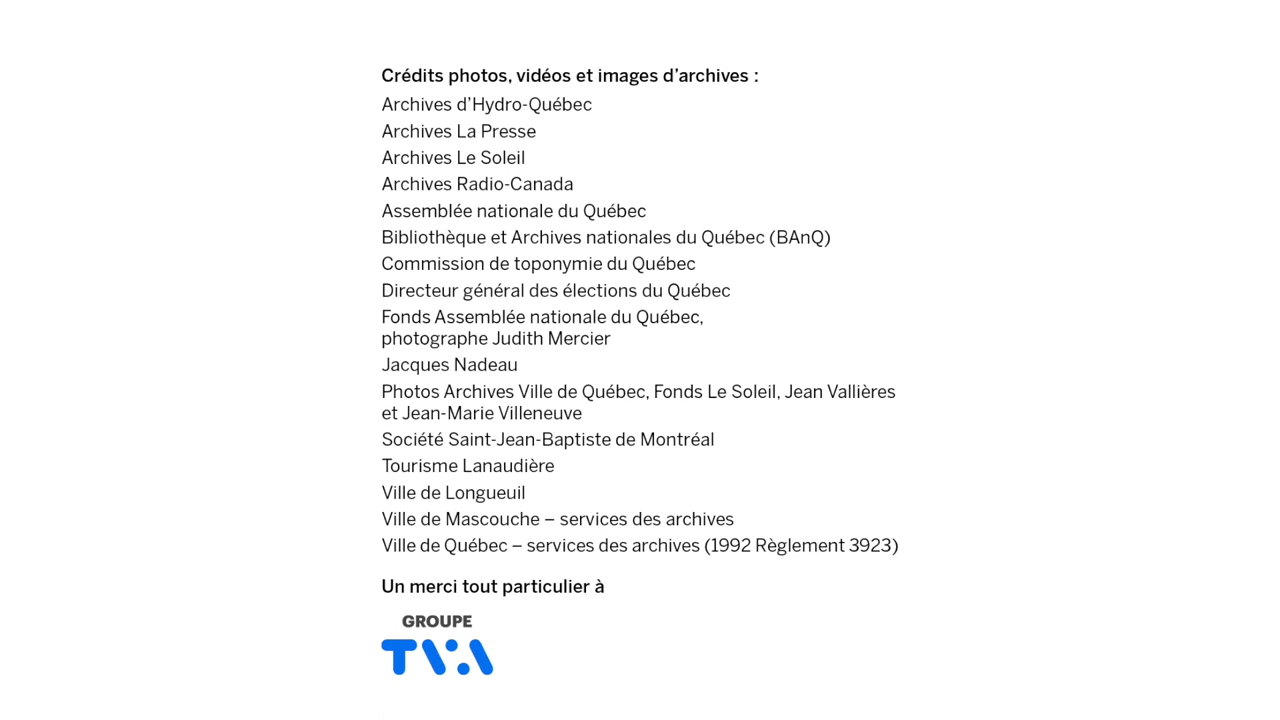 Crédits photos, vidéos et images d’archives :
Archives d’Hydro-Québec
Archives La Presse
Archives Le Soleil
Archives Radio-Canada
Assemblée nationale du Québec
Bibliothèque et Archives nationales du Québec (BAnQ)
Commission de toponymie du Québec
Directeur général des élections du Québec
Fonds Assemblée nationale du Québec,
photographe Judith Mercier
Jacques Nadeau
Photos Archives Ville de Québec, Fonds Le Soleil, Jean Vallières
et Jean-Marie Villeneuve
Société Saint-Jean-Baptiste de Montréal
Tourisme Lanaudière
Ville de Longueuil
Ville de Mascouche – services des archives
Ville de Québec – services des archives (1992 Règlement 3923)
Un merci tout particulier à
GROUPE
TVA